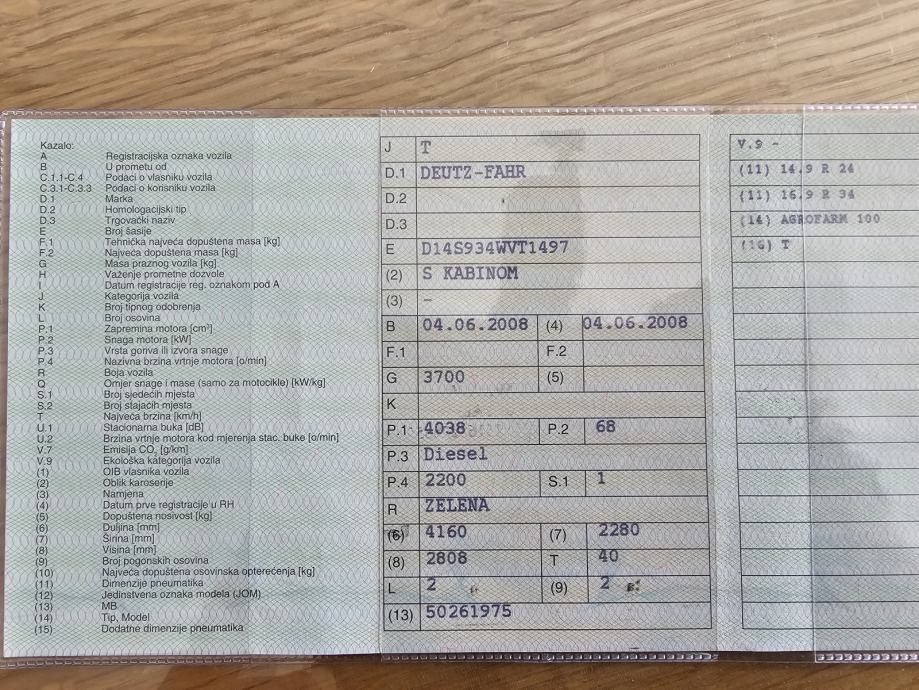 Kazalo:
A Registracijska oznaka vozila
B U prometu od
C.1.1-C.4 Podaci o vlasniku vozila
C.3.1-C.3.3 Podaci o korisniku vozila
D.1 Marka
D.2 Homologacijski tip
D.3 Trgovački naziv
E Broj šasije
F.1 Tehnička najveća dopuštena masa [kg]
F.2 Najveća dopuštena masa [kg]
G Masa praznog vozila [kg]
H Važenje prometne dozvole
I Datum registracije reg. oznakom pod A
J Kategorija vozila
K Broj tipnog odobrenja
L Broj osovina
P.1 Zapremina motora [cm³]
P.2 Snaga motora [kW]
P.3 Vrsta goriva ili izvora snage
P.4 Nazivna brzina vrtnje motora [o/min]
R Boja vozila
Q Omjer snage i mase (samo za motocikle) [kW/kg]
S.1 Broj sjedećih mjesta
S.2 Broj stajaćih mjesta
T Najveća brzina [km/h]
U.1 Stacionarna buka [dB]
U.2 Brzina vrtnje motora kod mjerenja stac. buke [o/min]
V.7 Emisija CO₂ [g/km]
V.9 Ekološka kategorija vozila
(1) OIB vlasnika vozila
(2) Oblik karoserije
(3) Namjena
(4) Datum prve registracije u RH
(5) Dopuštena nosivost [kg]
(6) Duljina [mm]
(7) Širina [mm]
(8) Visina [mm]
(9) Broj pogonskih osovina
(10) Najveća dopuštena osovinska opterećenja [kg]
(11) Dimenzije pneumatika
(12) Jedinstvena oznaka modela (JOM)
(13) MB
(14) Tip, Model
(15) Dodatne dimenzije pneumatika
J T
D.1 DEUTZ-FAHR
D.2
D.3
E D14S934WVT1497
(2) S KABINOM
(3) -
B 04.06.2008 (4) 04.06.2008
F.1 F.2
G 3700 (5)
K
P.1 4038 P.2 68
P.3 Diesel
P.4 2200 S.1 1
R ZELENA
(6) 4160 (7) 2280
(8) 2808 T 40
L 2 (9) 2
(13) 50261975
V.9 -
(11) 14.9 R 24
(11) 16.9 R 34
(14) AGROFARM 100
(16) T